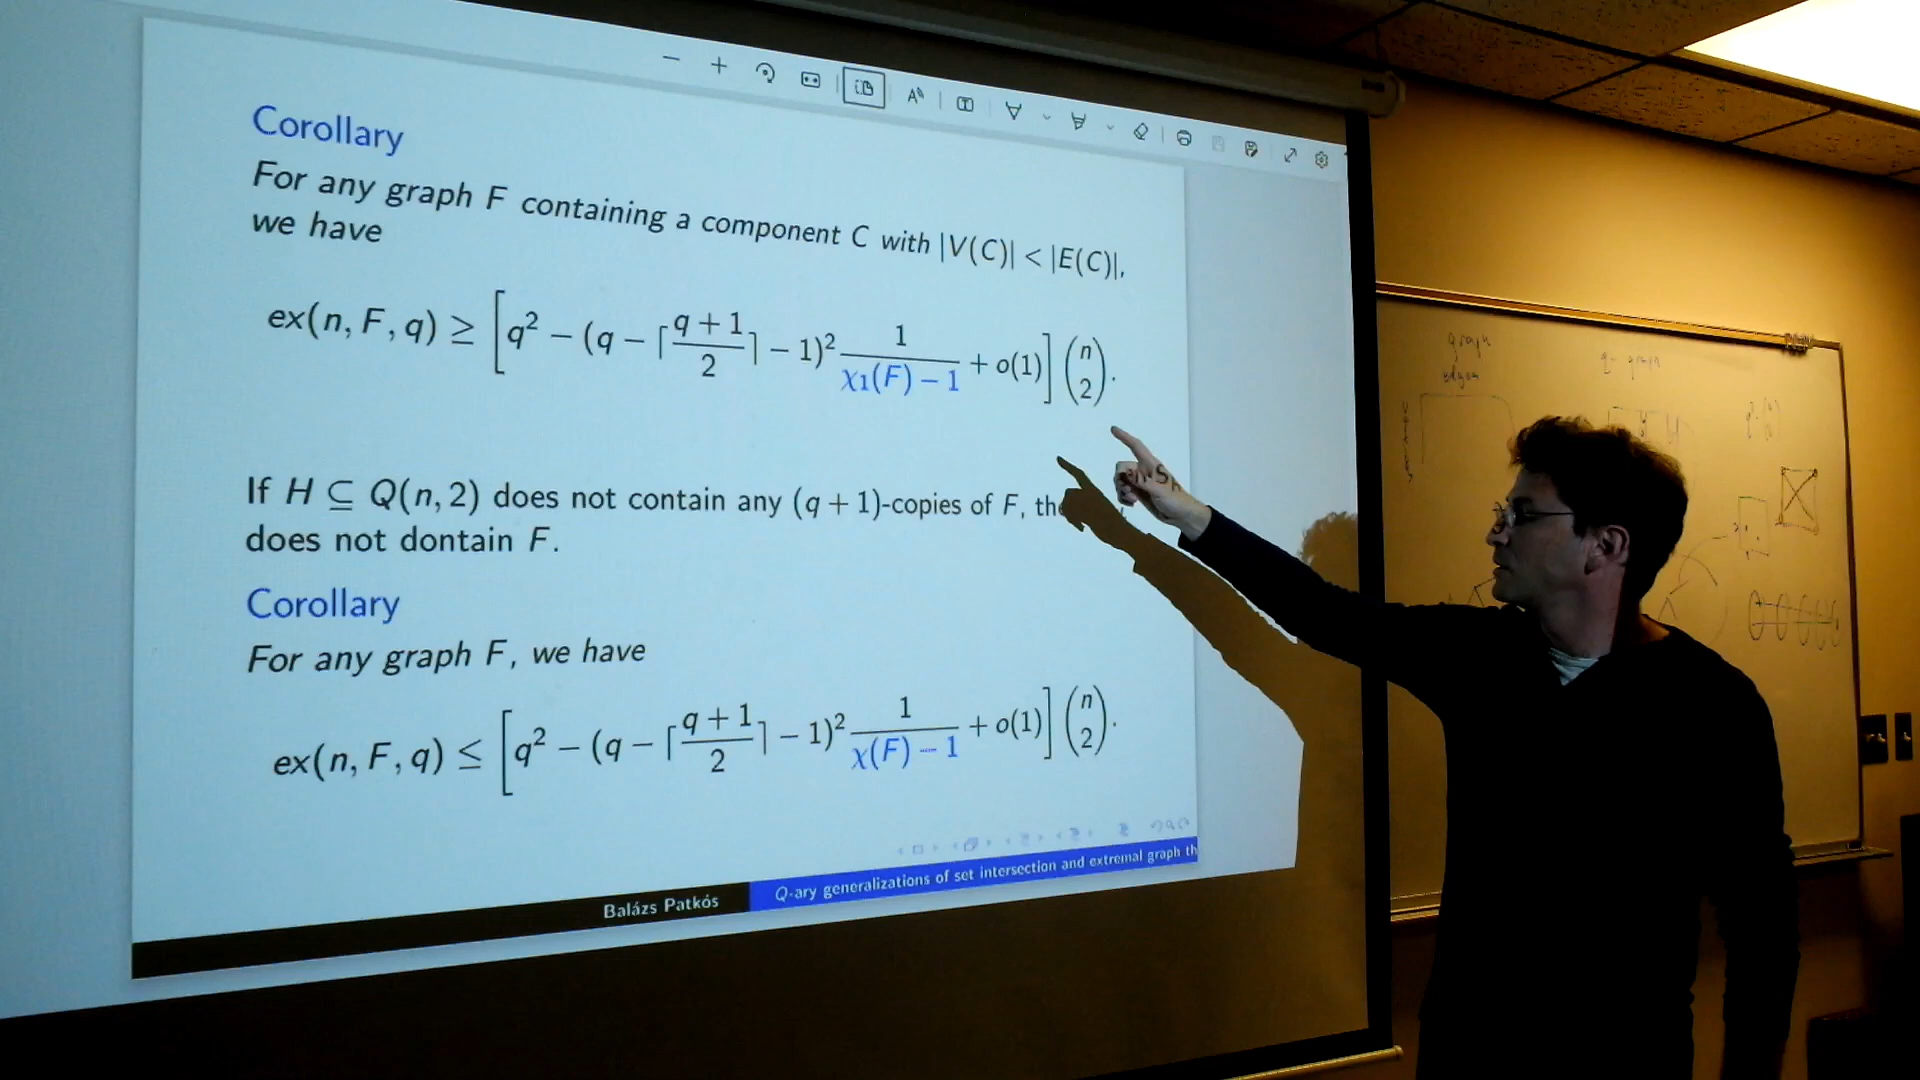 Corollary
For any graph F containing a component C with |V(C)| < |E(C)|,
we have
ex(n, F, q) ≥ [q² − (q − ⌈(q + 1)/2⌉ − 1)² 1/(χ₁(F) − 1) + o(1)] (n 2).
If H ⊆ Q(n, 2) does not contain any (q + 1)-copies of F,
does not dontain F.
Corollary
For any graph F, we have
ex(n, F, q) ≤ [q² − (q − ⌈(q + 1)/2⌉ − 1)² 1/(χ(F) − 1) + o(1)] (n 2).
Balázs Patkós
Q-ary generalizations of set intersection and extremal graph th
graph
edges
graph